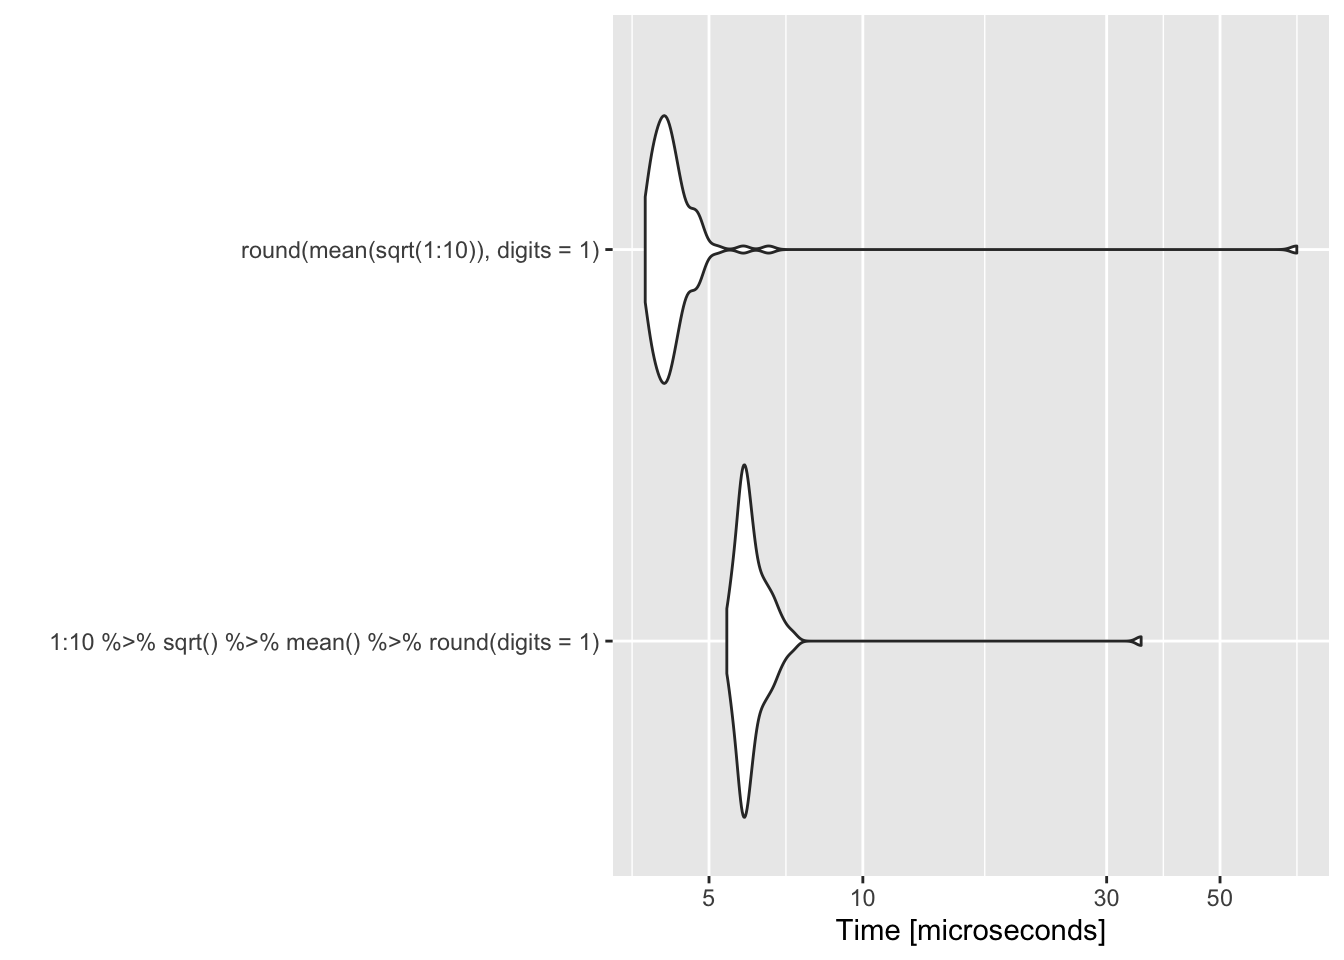 round(mean(sqrt(1:10)), digits = 1)
1:10 %>% sqrt() %>% mean() %>% round(digits = 1)
5 10 30 50
Time [microseconds]